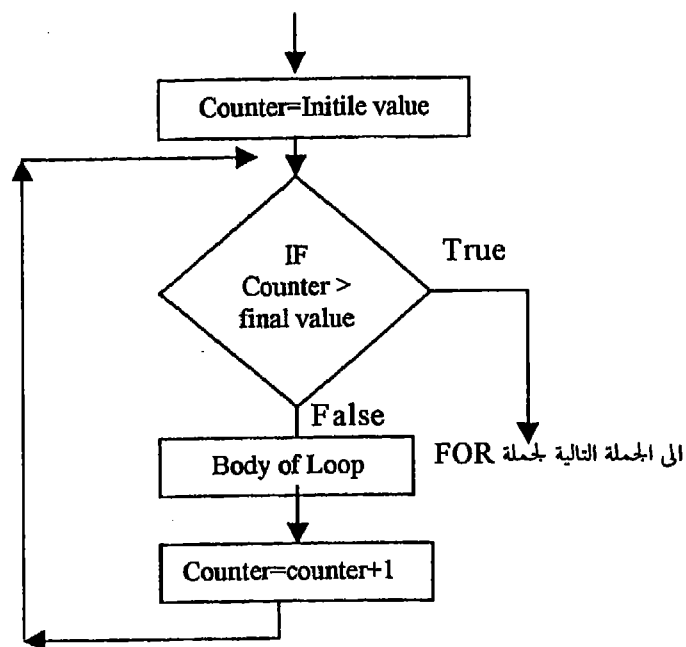 Counter=Initile value
IF
Counter >
final value
True
False
Body of Loop
الى الجملة التالية لجملة FOR
Counter=counter+1